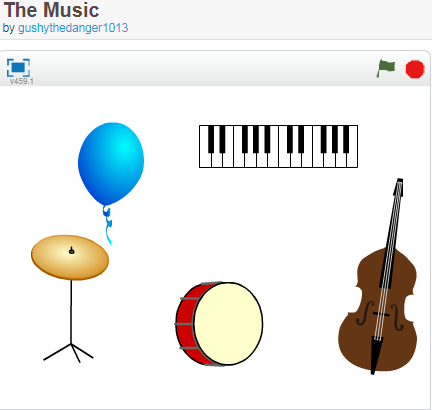 The Music
by gushythedanger1013
v459.1